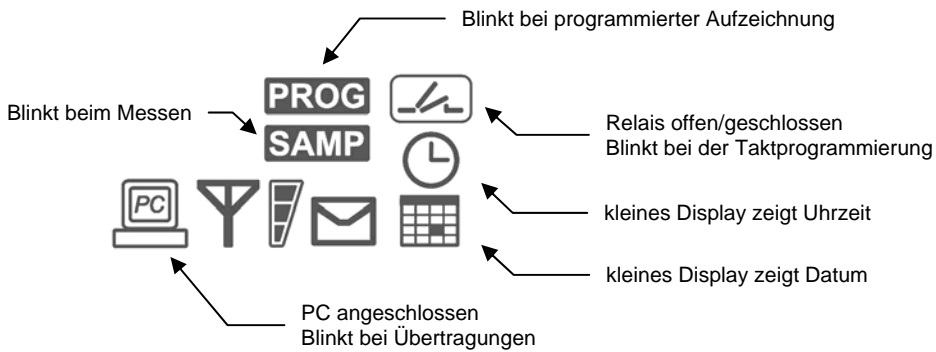 Blinkt bei programmierter Aufzeichnung
PROG
Blinkt beim Messen
SAMP
Relais offen/geschlossen
Blinkt bei der Taktprogrammierung
PC
kleines Display zeigt Uhrzeit
kleines Display zeigt Datum
PC angeschlossen
Blinkt bei Übertragungen